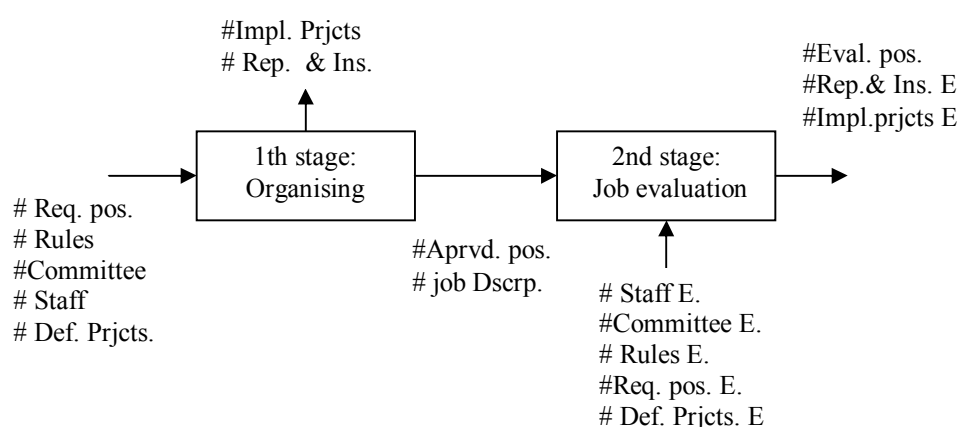 #Impl. Prjcts
# Rep. & Ins.
#Eval. pos.
#Rep.& Ins. E
#Impl.prjcts E
1th stage:
Organising
2nd stage:
Job evaluation
# Req. pos.
# Rules
#Committee
# Staff
# Def. Prjcts.
#Aprvd. pos.
# job Dscrp.
# Staff E.
#Committee E.
# Rules E.
#Req. pos. E.
# Def. Prjcts. E